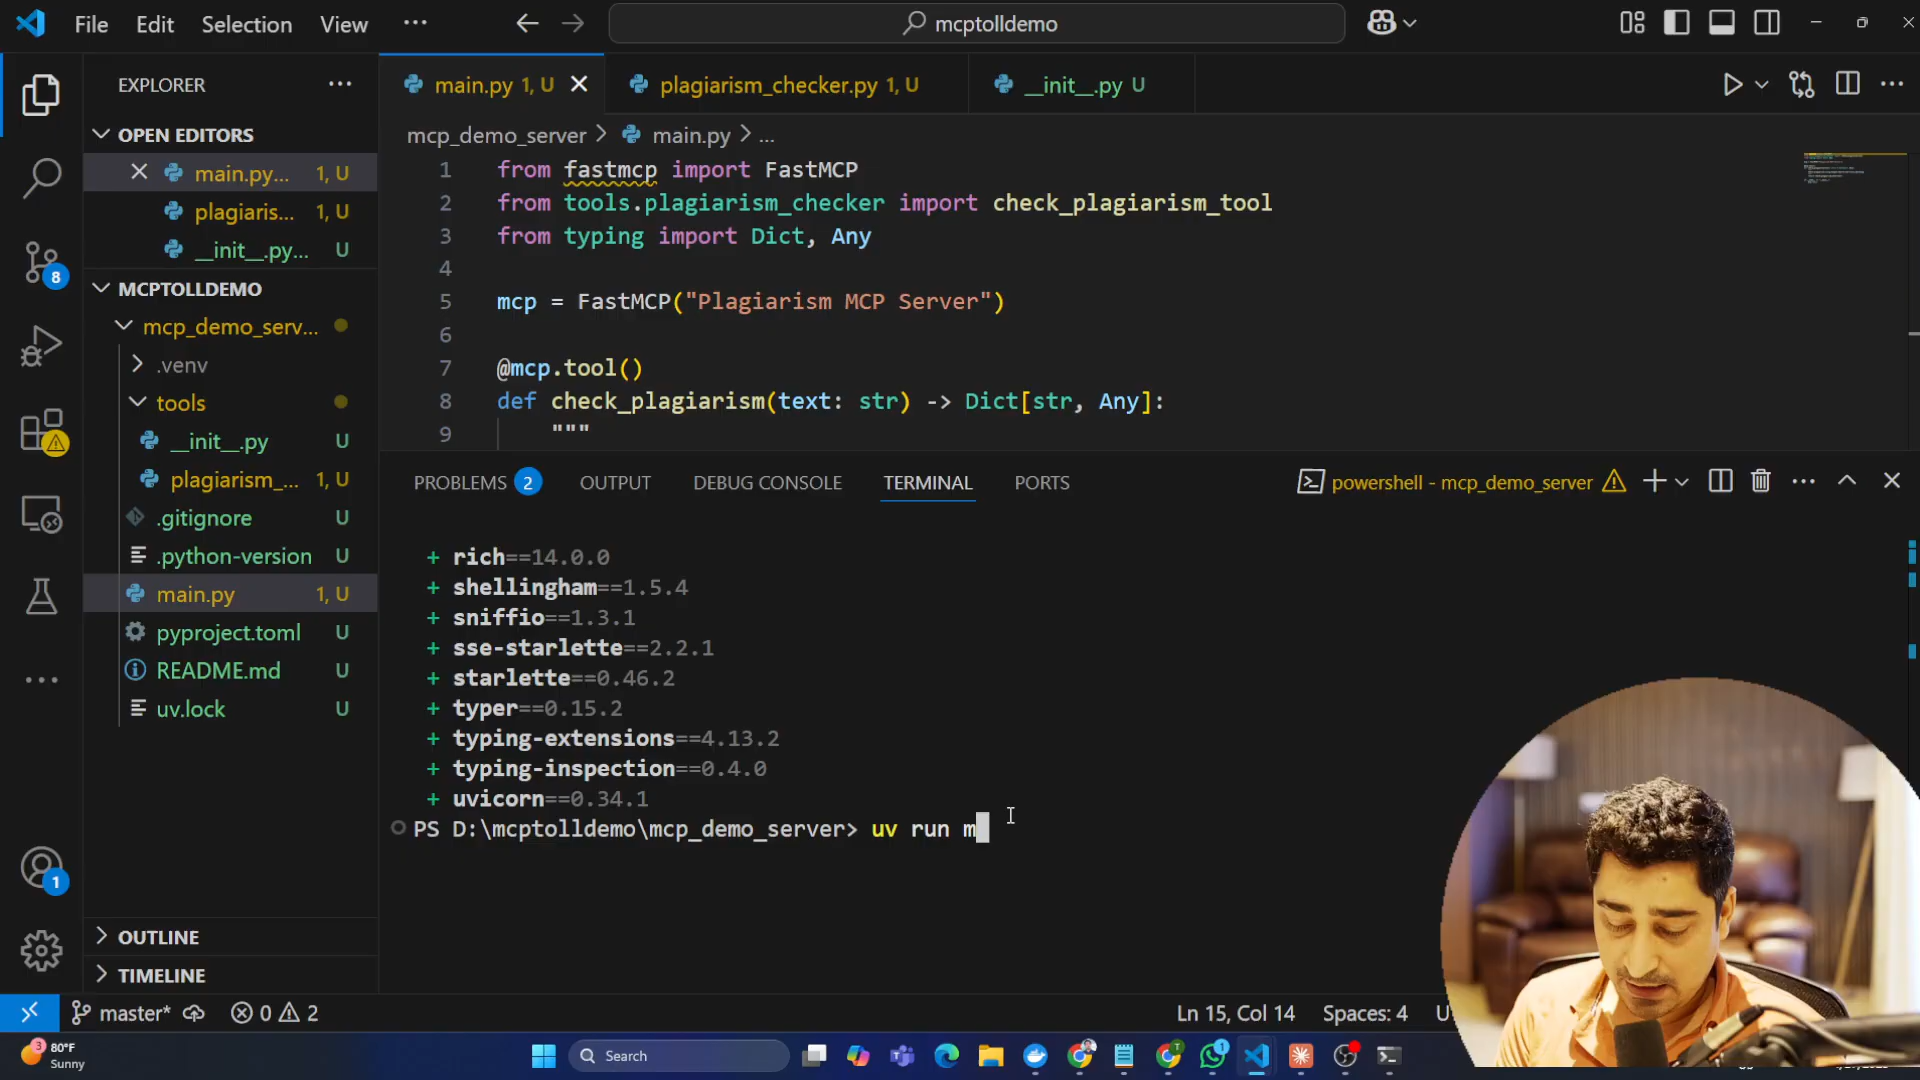 File Edit Selection View ··· mcptolldemo
EXPLORER ···
OPEN EDITORS
main.py... 1, U
plagiaris... 1, U
__init__.py... U
MCPTOLLDEMO
mcp_demo_serv...
.venv
tools
__init__.py U
plagiarism_... 1, U
.gitignore U
.python-version U
main.py 1, U
pyproject.toml U
README.md U
uv.lock U
OUTLINE
TIMELINE
8
1
main.py 1, U plagiarism_checker.py 1, U __init__.py U
mcp_demo_server > main.py > ...
1 from fastmcp import FastMCP
2 from tools.plagiarism_checker import check_plagiarism_tool
3 from typing import Dict, Any
4
5 mcp = FastMCP("Plagiarism MCP Server")
6
7 @mcp.tool()
8 def check_plagiarism(text: str) -> Dict[str, Any]:
9 """
PROBLEMS 2 OUTPUT DEBUG CONSOLE TERMINAL PORTS powershell - mcp_demo_server
+ rich==14.0.0
+ shellingham==1.5.4
+ sniffio==1.3.1
+ sse-starlette==2.2.1
+ starlette==0.46.2
+ typer==0.15.2
+ typing-extensions==4.13.2
+ typing-inspection==0.4.0
+ uvicorn==0.34.1
PS D:\mcptolldemo\mcp_demo_server> uv run m
master* 0 2 Ln 15, Col 14 Spaces: 4
3 80°F
Sunny
Search